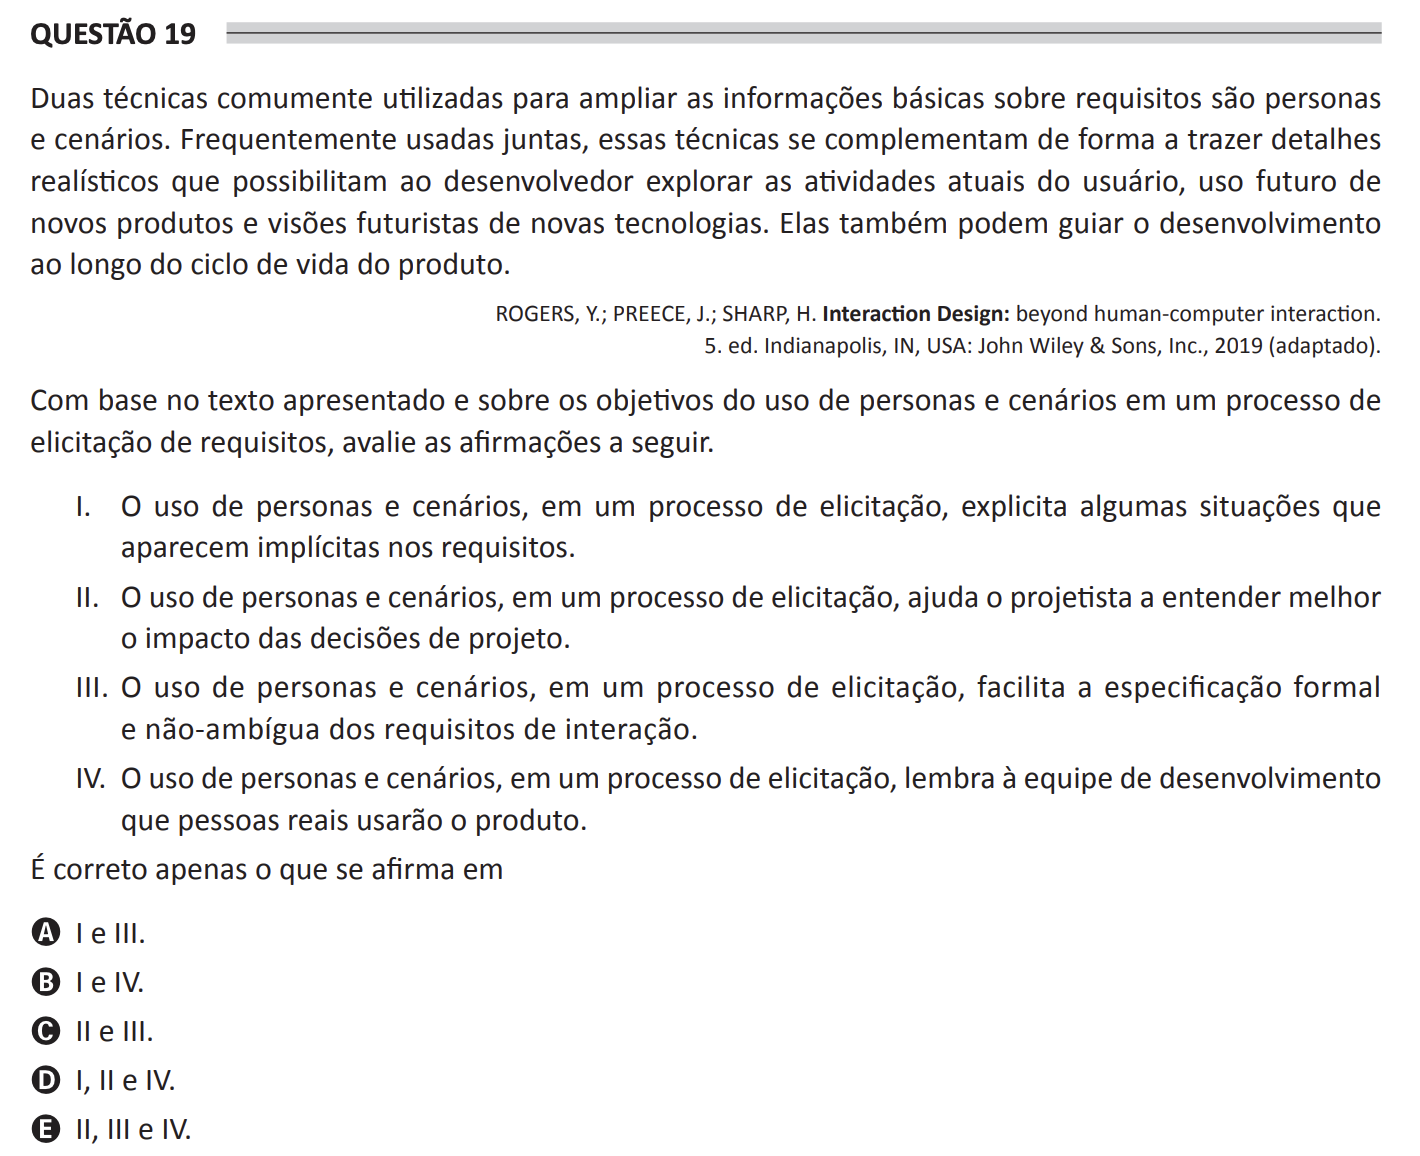 QUESTÃO 19
Duas técnicas comumente utilizadas para ampliar as informações básicas sobre requisitos são personas
e cenários. Frequentemente usadas juntas, essas técnicas se complementam de forma a trazer detalhes
realísticos que possibilitam ao desenvolvedor explorar as atividades atuais do usuário, uso futuro de
novos produtos e visões futuristas de novas tecnologias. Elas também podem guiar o desenvolvimento
ao longo do ciclo de vida do produto.
ROGERS, Y.; PREECE, J.; SHARP, H. Interaction Design: beyond human-computer interaction.
5. ed. Indianapolis, IN, USA: John Wiley & Sons, Inc., 2019 (adaptado).
Com base no texto apresentado e sobre os objetivos do uso de personas e cenários em um processo de
elicitação de requisitos, avalie as afirmações a seguir.
I. O uso de personas e cenários, em um processo de elicitação, explicita algumas situações que
aparecem implícitas nos requisitos.
II. O uso de personas e cenários, em um processo de elicitação, ajuda o projetista a entender melhor
o impacto das decisões de projeto.
III. O uso de personas e cenários, em um processo de elicitação, facilita a especificação formal
e não-ambígua dos requisitos de interação.
IV. O uso de personas e cenários, em um processo de elicitação, lembra à equipe de desenvolvimento
que pessoas reais usarão o produto.
É correto apenas o que se afirma em
A I e III.
B I e IV.
C II e III.
D I, II e IV.
E II, III e IV.